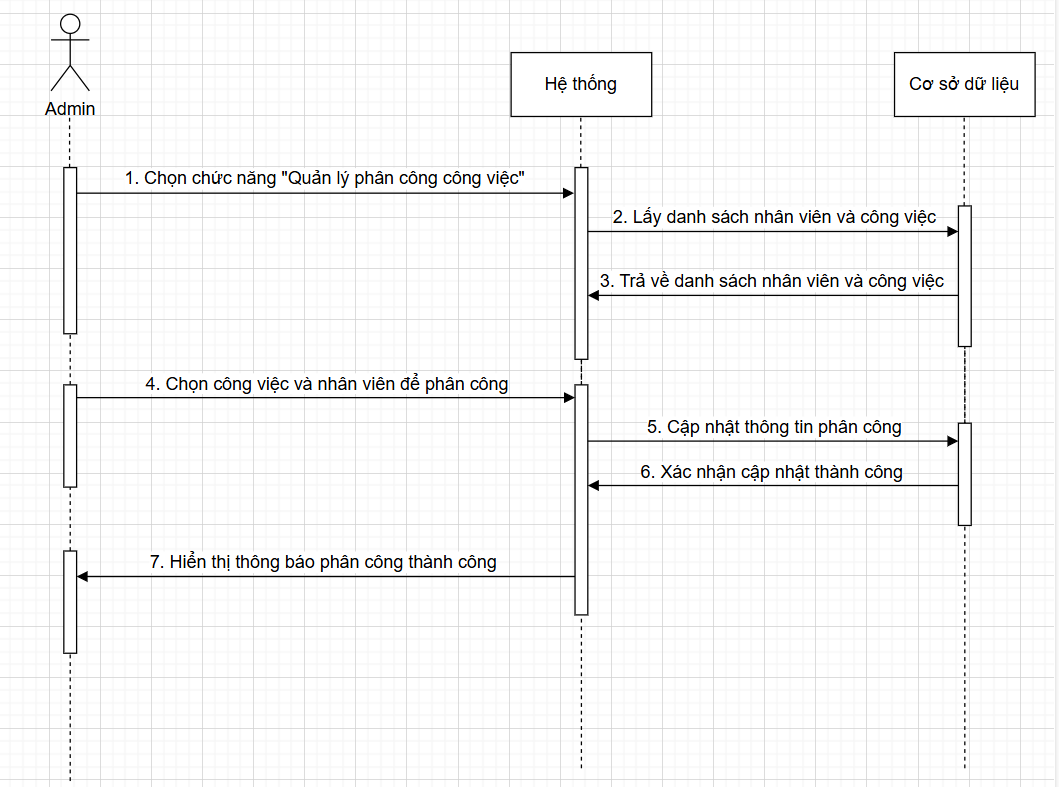 Admin
Hệ thống
Cơ sở dữ liệu
1. Chọn chức năng "Quản lý phân công công việc"
2. Lấy danh sách nhân viên và công việc
3. Trả về danh sách nhân viên và công việc
4. Chọn công việc và nhân viên để phân công
5. Cập nhật thông tin phân công
6. Xác nhận cập nhật thành công
7. Hiển thị thông báo phân công thành công